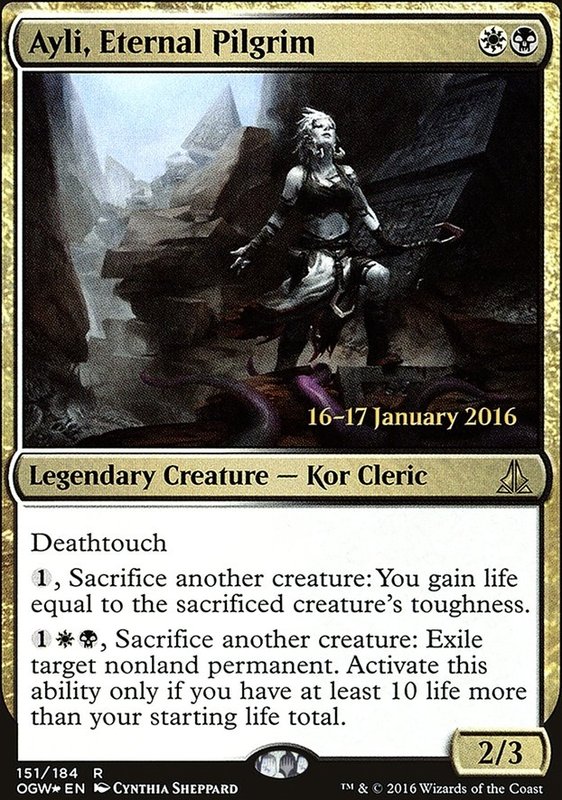 Ayli, Eternal Pilgrim
16–17 January 2016
Legendary Creature — Kor Cleric
Deathtouch
1, Sacrifice another creature: You gain life
equal to the sacrificed creature's toughness.
1, Sacrifice another creature: Exile
target nonland permanent. Activate this
ability only if you have at least 10 life more
than your starting life total.
2/3
151/184 R
OGW★EN Cynthia Sheppard
™ & © 2016 Wizards of the Coast